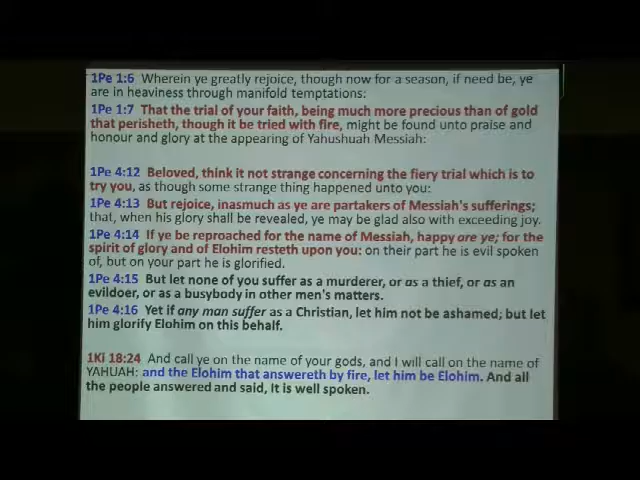 1Pe 1:6 Wherein ye greatly rejoice, though now for a season, if need be, ye
are in heaviness through manifold temptations:
1Pe 1:7 That the trial of your faith, being much more precious than of gold
that perisheth, though it be tried with fire, might be found unto praise and
honour and glory at the appearing of Yahushuah Messiah:
1Pe 4:12 Beloved, think it not strange concerning the fiery trial which is to
try you, as though some strange thing happened unto you:
1Pe 4:13 But rejoice, inasmuch as ye are partakers of Messiah's sufferings;
that, when his glory shall be revealed, ye may be glad also with exceeding joy.
1Pe 4:14 If ye be reproached for the name of Messiah, happy are ye; for the
spirit of glory and of Elohim resteth upon you: on their part he is evil spoken
of, but on your part he is glorified.
1Pe 4:15 But let none of you suffer as a murderer, or as a thief, or as an
evildoer, or as a busybody in other men's matters.
1Pe 4:16 Yet if any man suffer as a Christian, let him not be ashamed; but let
him glorify Elohim on this behalf.
1Ki 18:24 And call ye on the name of your gods, and I will call on the name of
YAHUAH: and the Elohim that answereth by fire, let him be Elohim. And all
the people answered and said, It is well spoken.